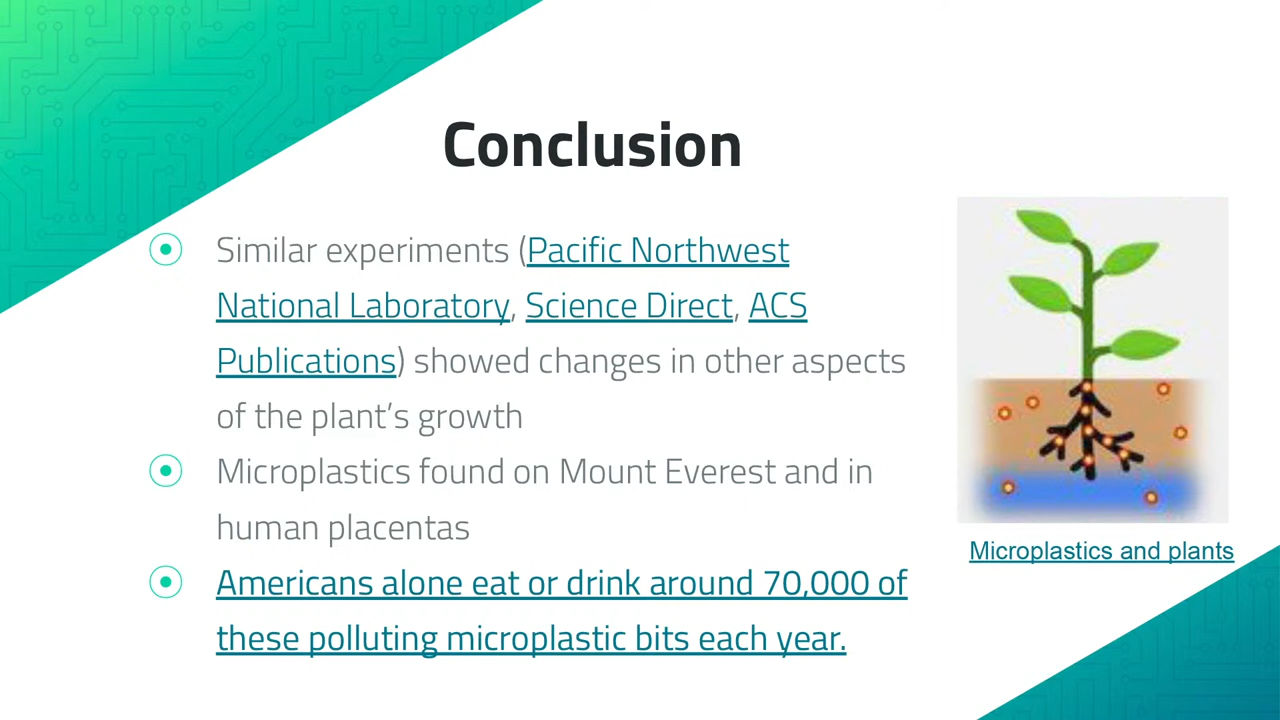 Conclusion
Similar experiments (Pacific Northwest
National Laboratory, Science Direct, ACS
Publications) showed changes in other aspects
of the plant’s growth
Microplastics found on Mount Everest and in
human placentas
Americans alone eat or drink around 70,000 of
these polluting microplastic bits each year.
Microplastics and plants